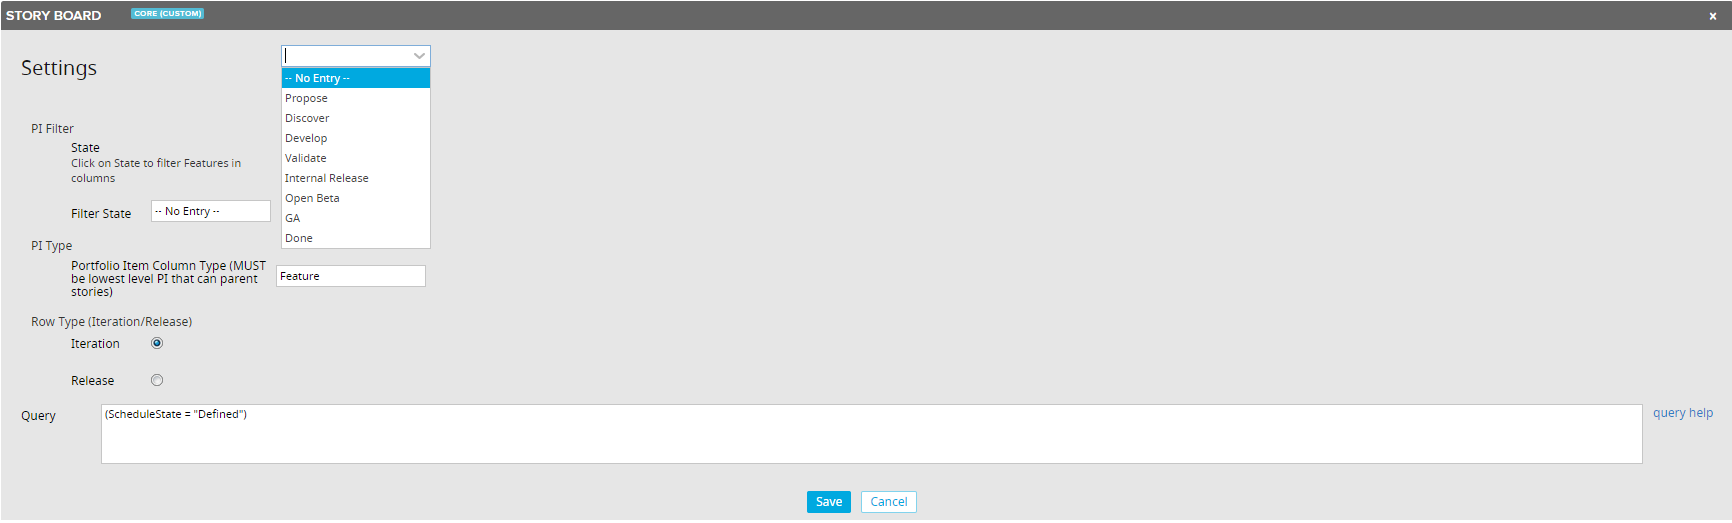 STORY BOARD CORE (CUSTOM) x
Settings
-- No Entry --
Propose
Discover
Develop
Validate
Internal Release
Open Beta
GA
Done
PI Filter
State
Click on State to filter Features in
columns
Filter State -- No Entry --
PI Type
Portfolio Item Column Type (MUST
be lowest level PI that can parent
stories)
Feature
Row Type (Iteration/Release)
Iteration
Release
Query (ScheduleState = "Defined") query help
Save Cancel